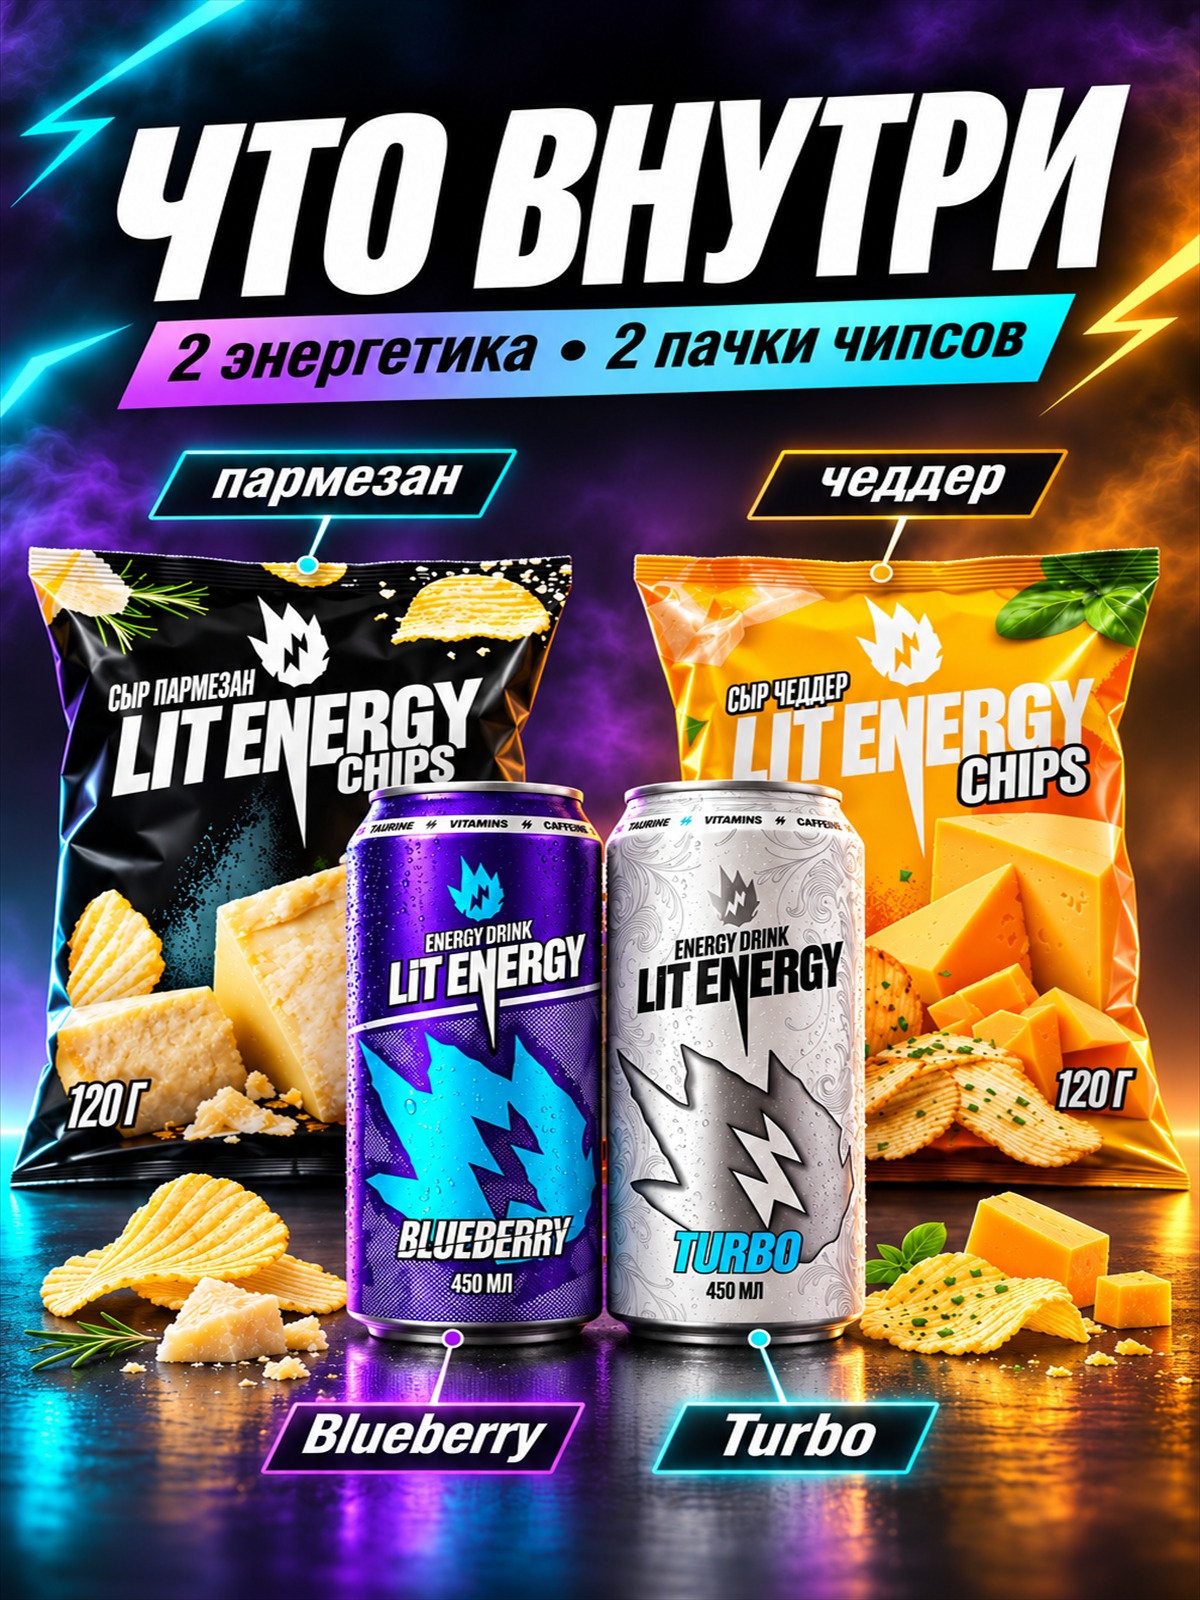 ЧТО ВНУТРИ
2 энергетика • 2 пачки чипсов
пармезан
чеддер
СЫР ПАРМЕЗАН
LIT ENERGY
CHIPS
120 Г
СЫР ЧЕДДЕР
LIT ENERGY
CHIPS
120 Г
TAURINE VITAMINS CAFFEINE
ENERGY DRINK
LIT ENERGY
BLUEBERRY
450 МЛ
TAURINE VITAMINS CAFFEINE
ENERGY DRINK
LIT ENERGY
TURBO
450 МЛ
Blueberry
Turbo